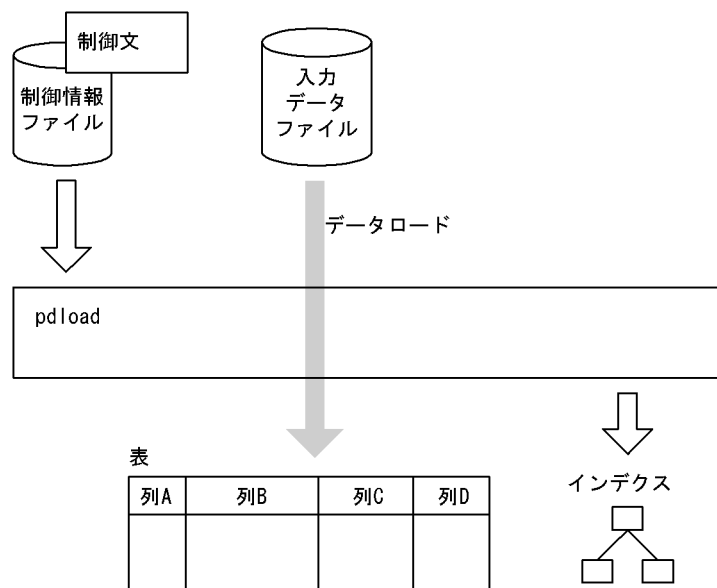 制御文
制御情報
ファイル
入力
データ
ファイル
データロード
pdload
表
列A 列B 列C 列D
インデクス